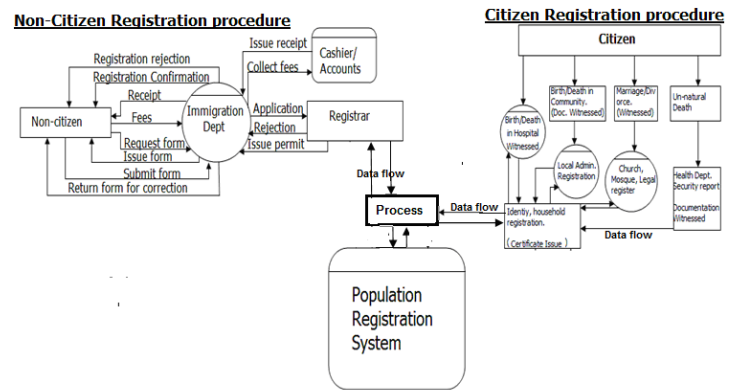 Non-Citizen Registration procedure
Citizen Registration procedure
Registration rejection
Registration Confirmation
Receipt
Fees
Non-citizen
Request form
Issue form
Submit form
Return form for correction
Immigration
Dept
Issue receipt
Collect fees
Cashier/
Accounts
Application
Rejection
Issue permit
Registrar
Data flow
Process
Data flow
Population
Registration
System
Citizen
Birth/Death
in Hospital
Witnessed
Birth/Death in
Community.
(Doc. Witnessed)
Marriage/Div
orce.
(Witnessed)
Un-natural
Death
Local Admin.
Registration
Church,
Mosque, Legal
register
Health Dept.
Security report
Documentation
Witnessed
Identiy, household
registration.
(Certificate Issue )
Data flow